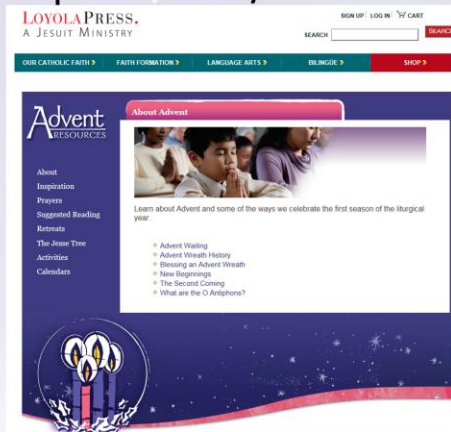 LOYOLAPRESS.
A JESUIT MINISTRY
SIGN UP LOG IN CART
SEARCH
SEARCH
OUR CATHOLIC FAITH FAITH FORMATION LANGUAGE ARTS BILINGÜE SHOP
Advent
RESOURCES
About
Inspiration
Prayers
Suggested Reading
Retreats
The Jesse Tree
Activities
Calendars
About Advent
Learn about Advent and some of the ways we celebrate the first season of the liturgical
year.
Advent Waiting
Advent Wreath History
Blessing an Advent Wreath
New Beginnings
The Second Coming
What are the O Antiphons?